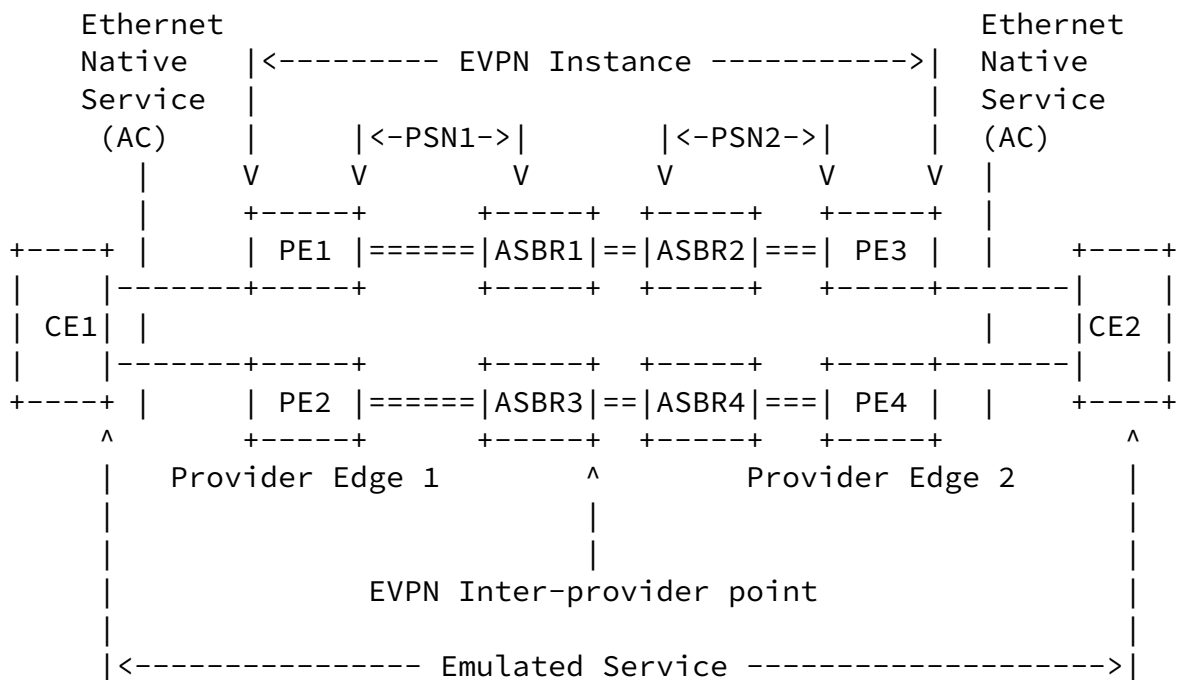 Ethernet Ethernet
Native |<--------- EVPN Instance ----------->| Native
Service | | Service
(AC) | |<-PSN1->| |<-PSN2->| | (AC)
| V V V V V V |
| +-----+ +-----+ +-----+ +-----+ |
+----+ | | PE1 |======|ASBR1|==|ASBR2|===| PE3 | | +----+
| |-------+-----+ +-----+ +-----+ +-----+-------| |
| CE1| | | |CE2 |
| |-------+-----+ +-----+ +-----+ +-----+-------| |
+----+ | | PE2 |======|ASBR3|==|ASBR4|===| PE4 | | +----+
^ +-----+ +-----+ +-----+ +-----+ ^
| Provider Edge 1 ^ Provider Edge 2 |
| | |
| | |
| EVPN Inter-provider point |
| |
|<---------------- Emulated Service ------------------->|